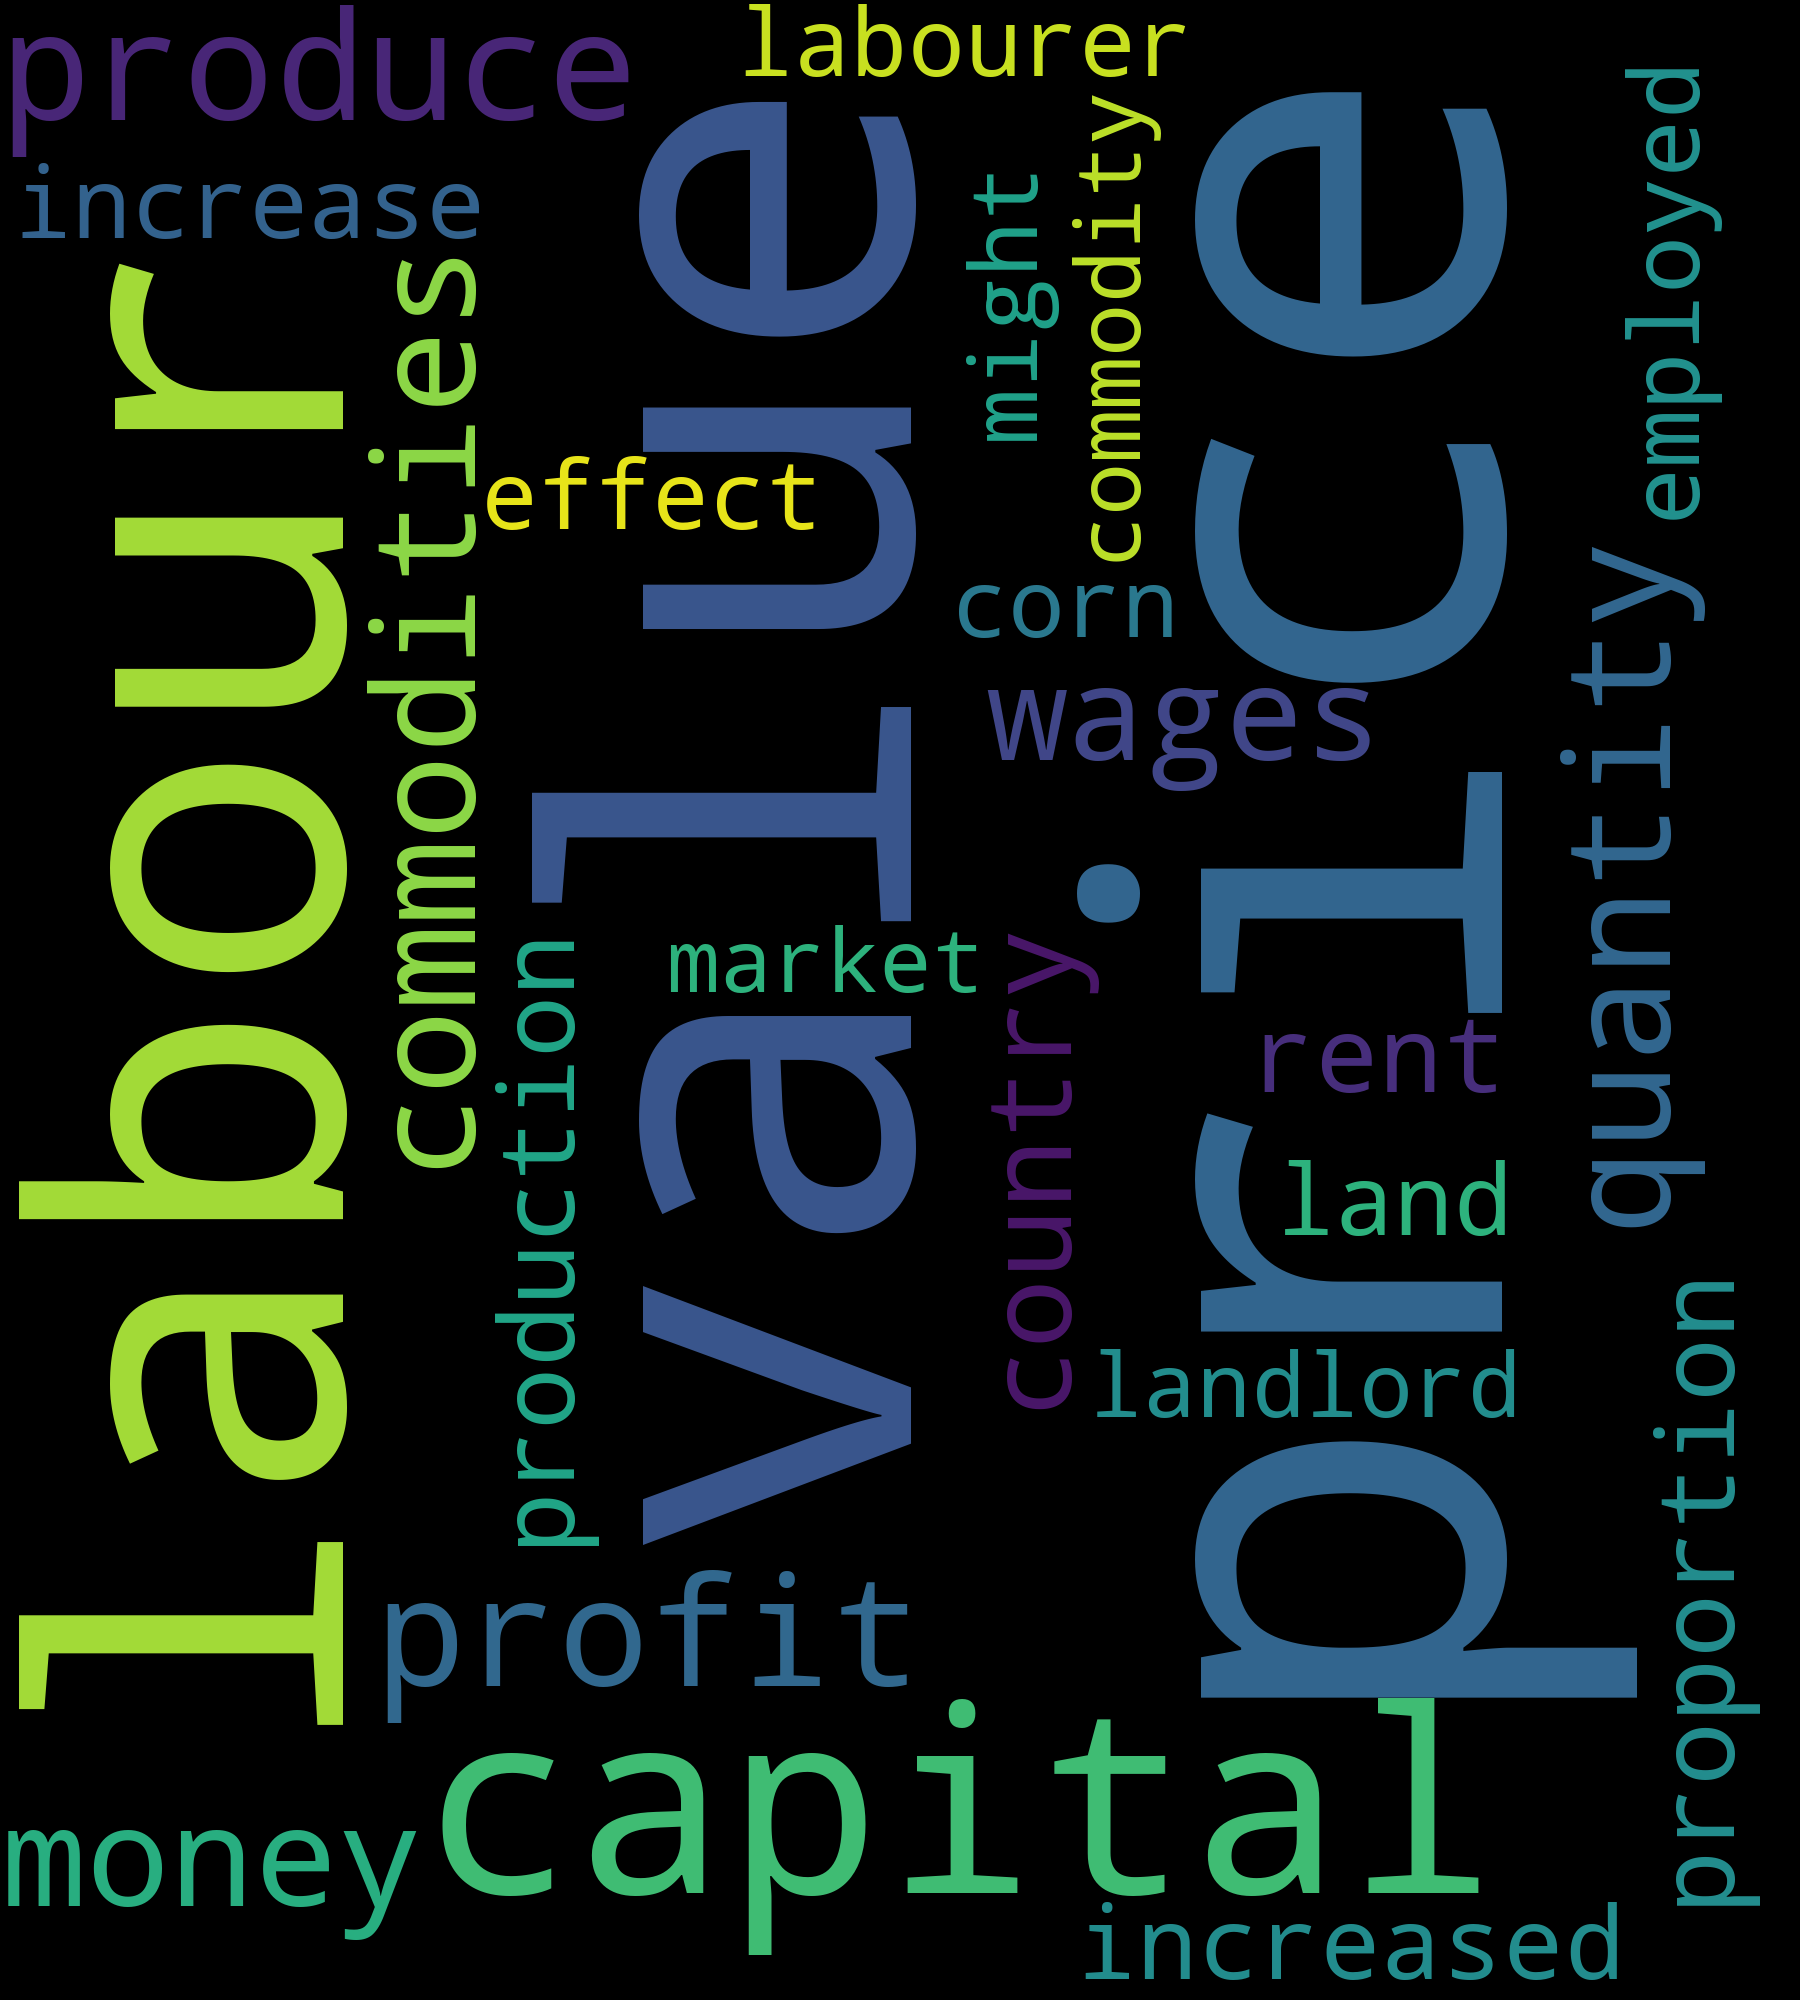 produce
labourer
increase
labour
commodities
value
effect
might
commodity
price
employed
corn
wages
quantity
market
production
country
rent
land
landlord
proportion
profit
capital
money
increased